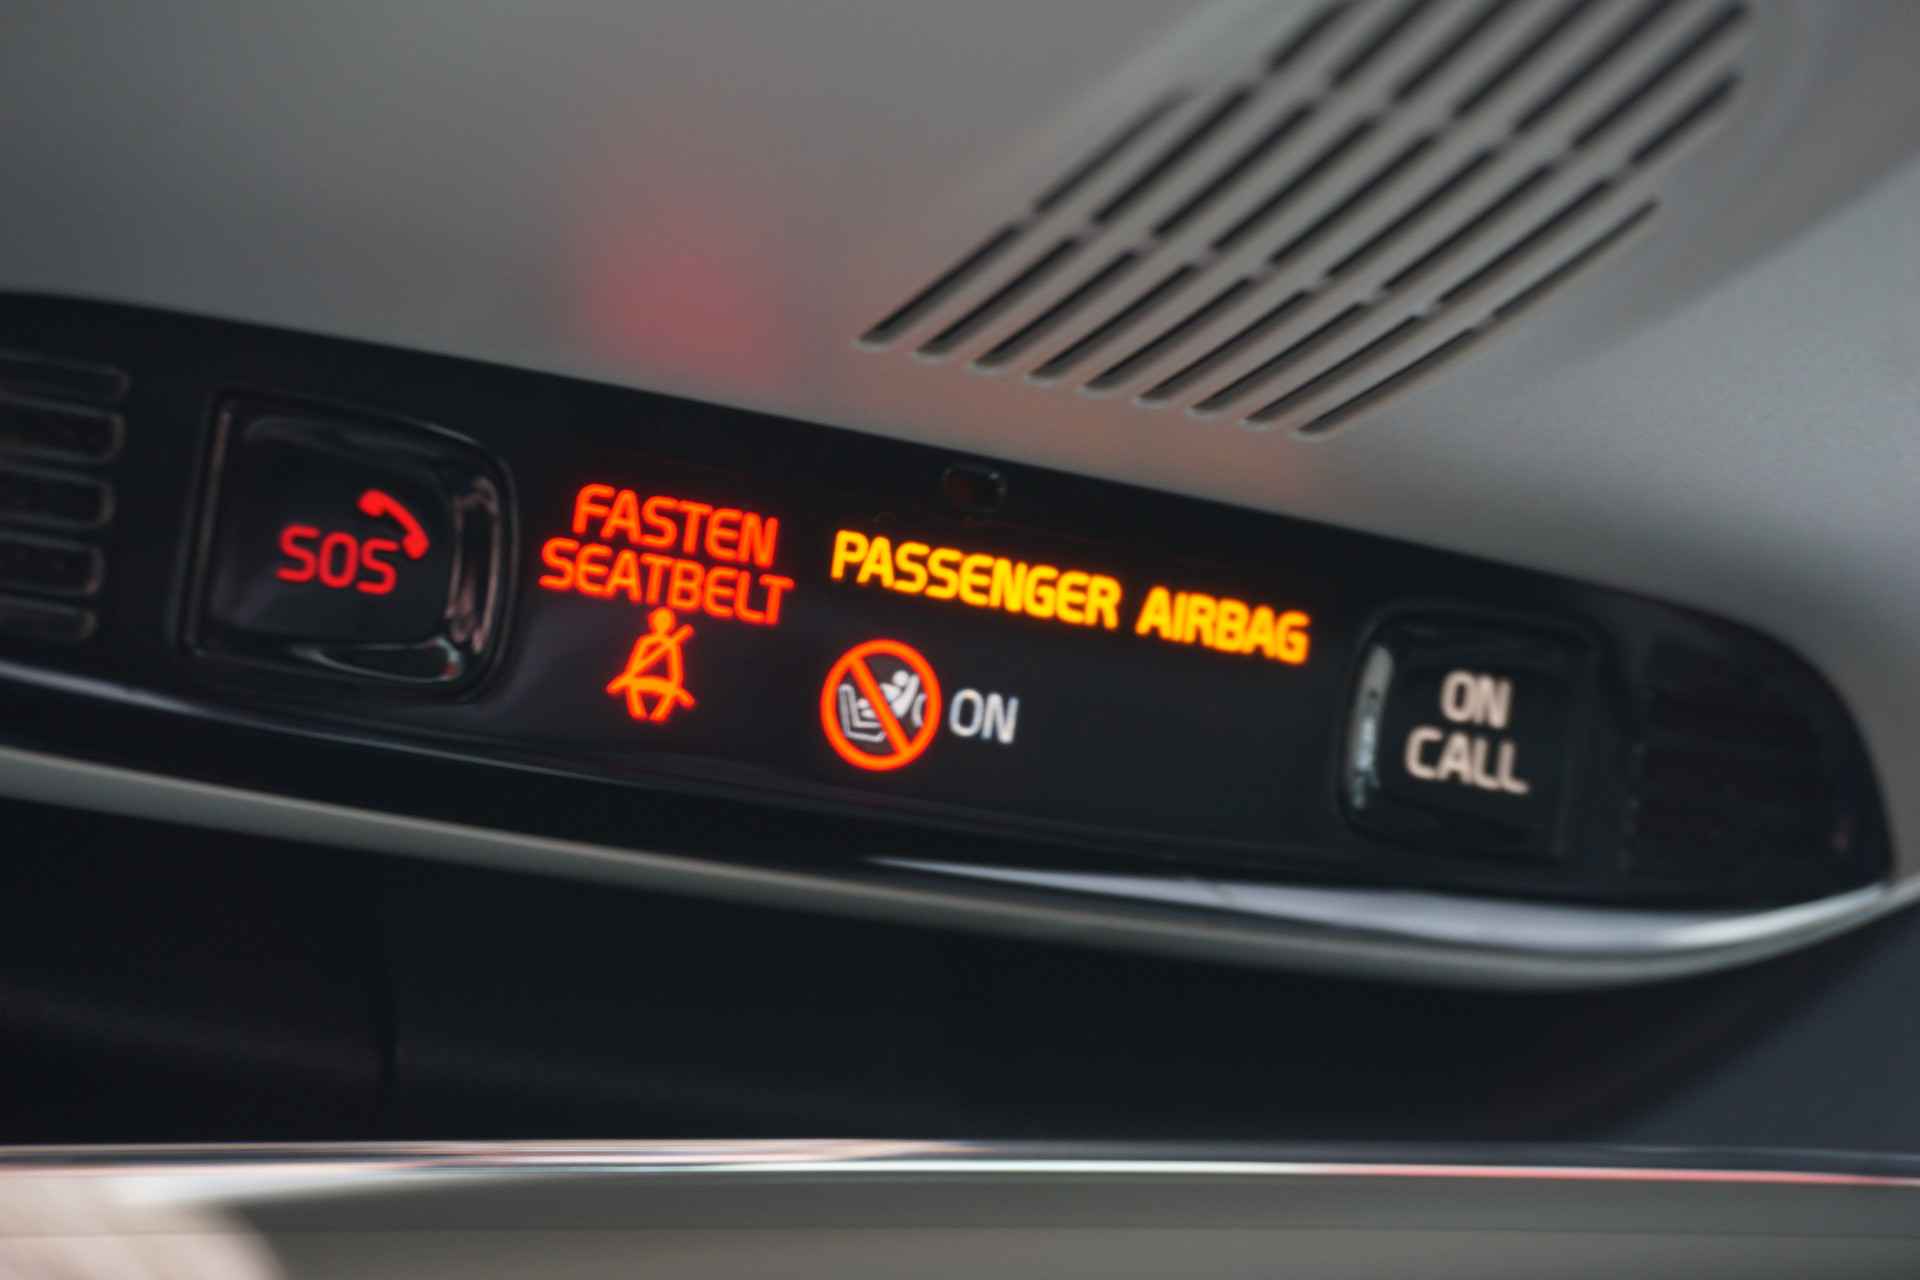 SOS
FASTEN
SEATBELT
PASSENGER AIRBAG
ON
ON
CALL